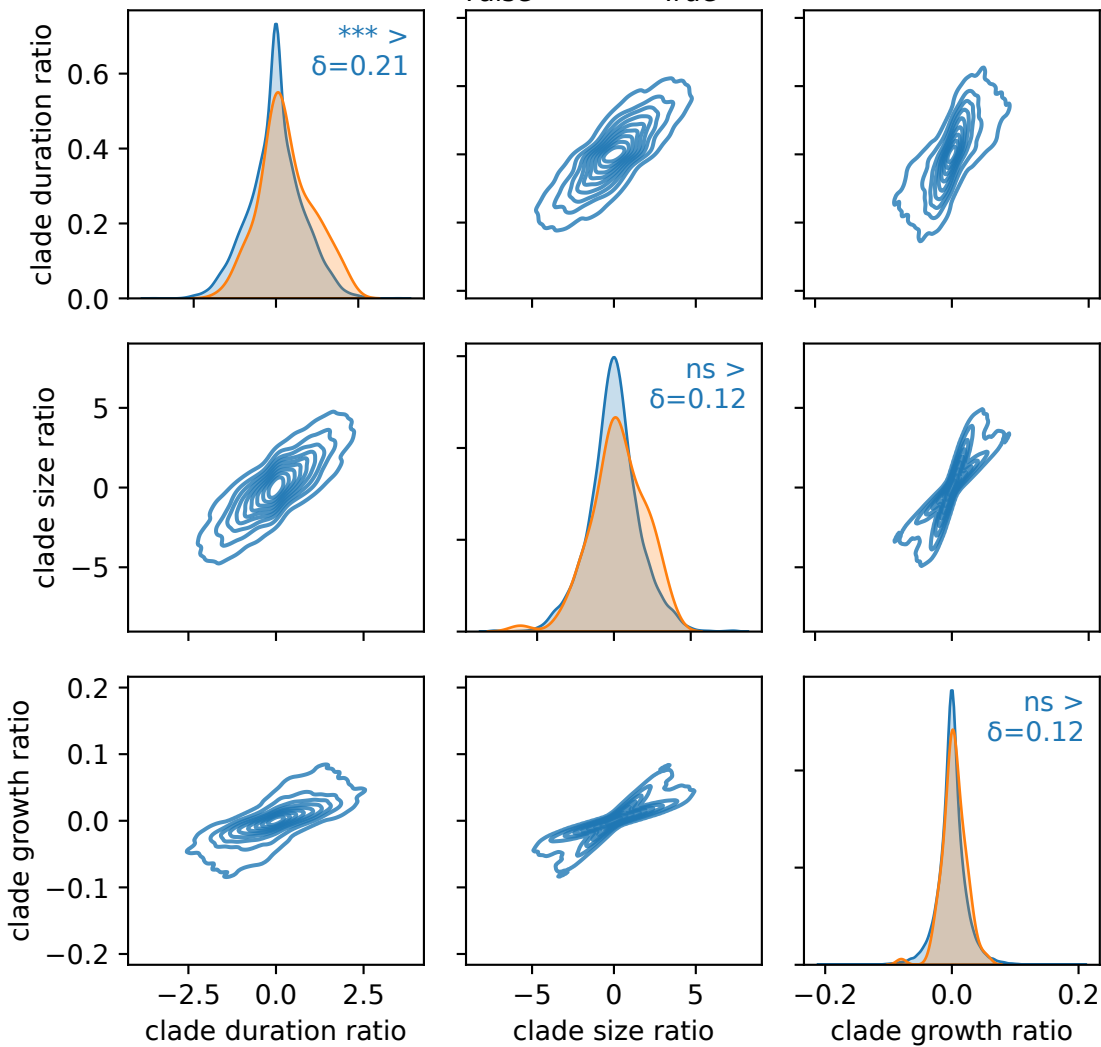 clade duration ratio
0.6
0.4
0.2
0.0
*** >
δ=0.21
clade size ratio
5
0
−5
ns >
δ=0.12
clade growth ratio
0.2
0.1
0.0
−0.1
−0.2
ns >
δ=0.12
−2.5 0.0 2.5
clade duration ratio
−5 0 5
clade size ratio
−0.2 0.0 0.2
clade growth ratio